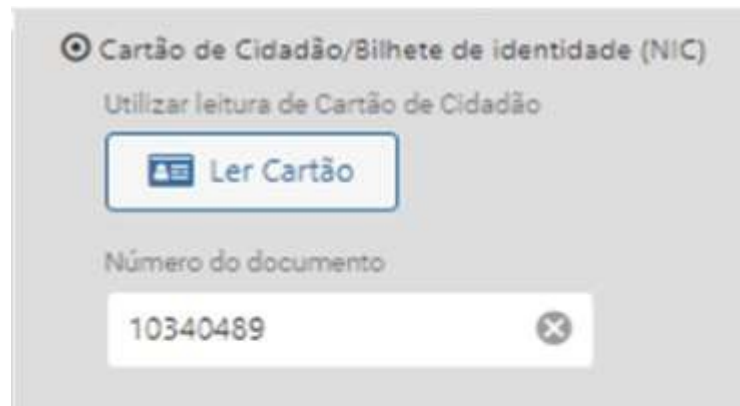 Cartão de Cidadão/Bilhete de identidade (NIC)
Utilizar leitura de Cartão de Cidadão
Ler Cartão
Número do documento
10340489